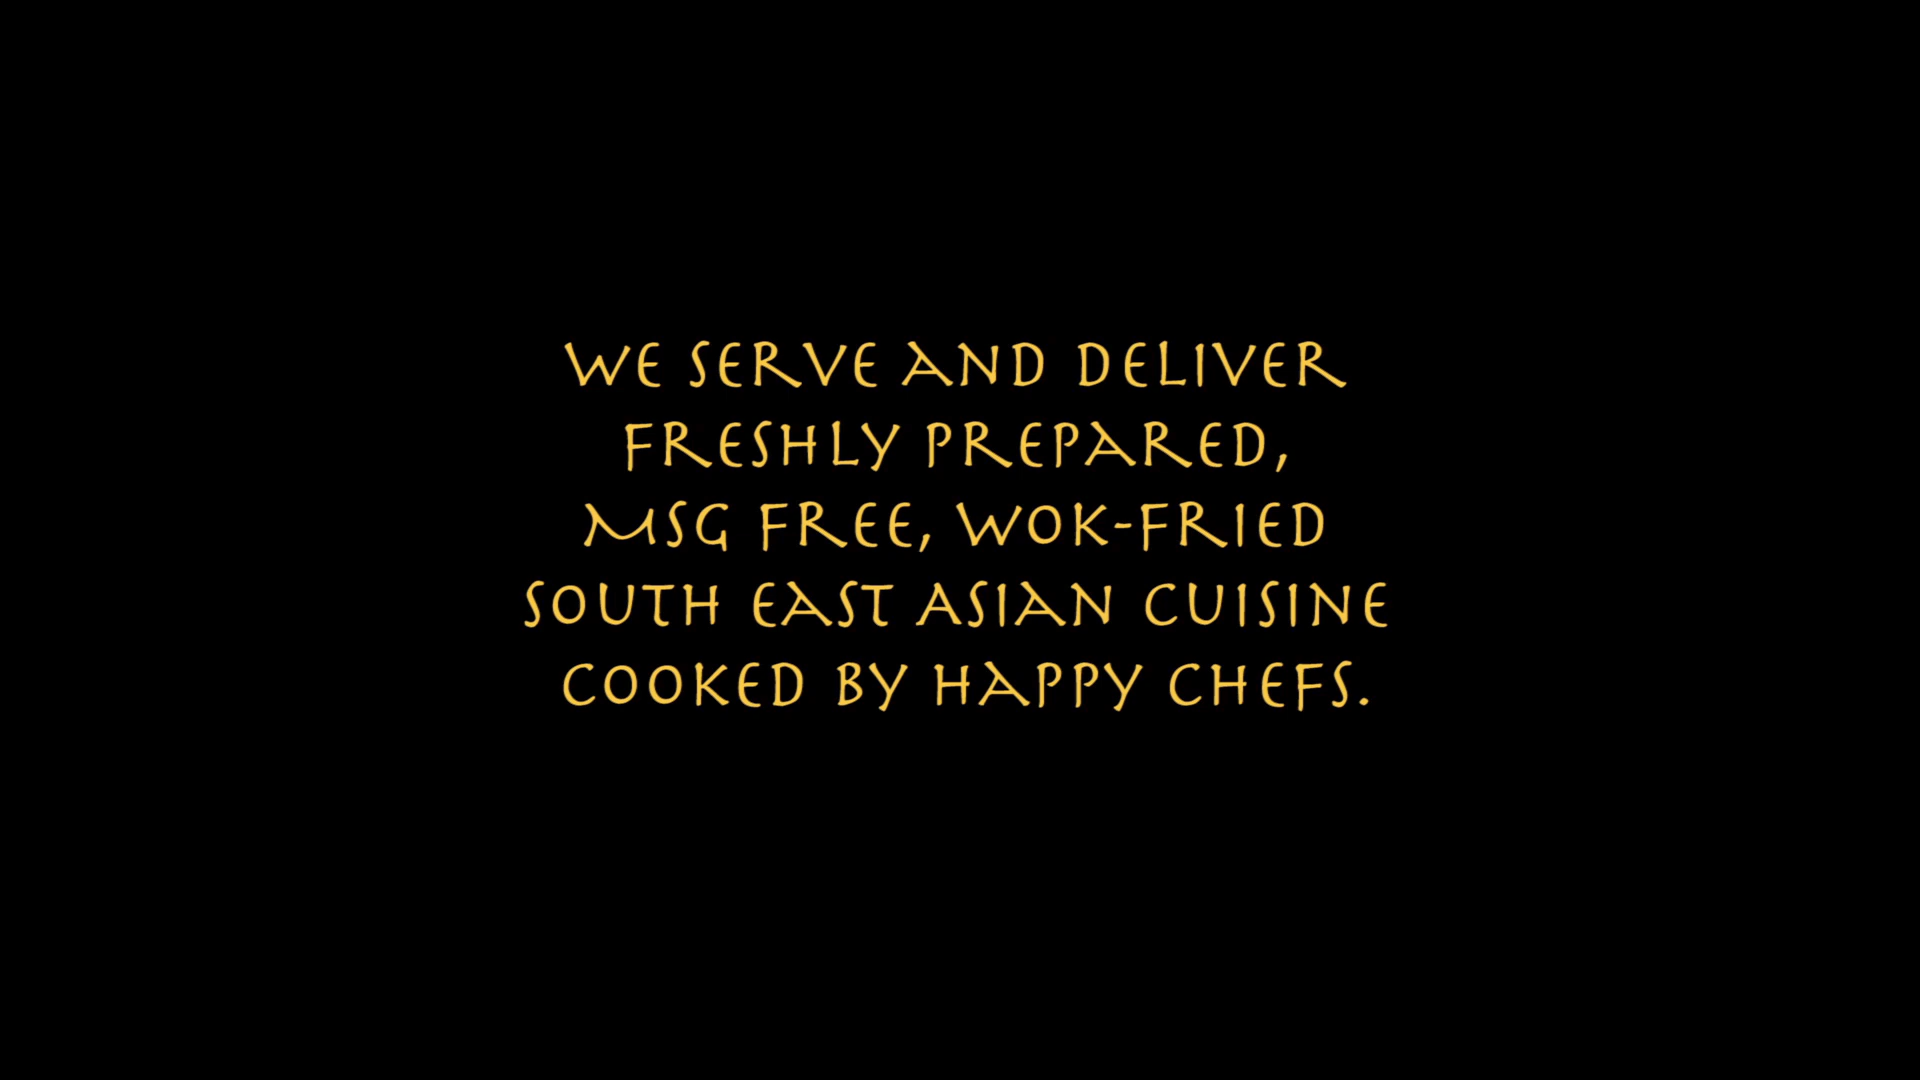 WE SERVE AND DELIVER
FRESHLY PREPARED,
MSG FREE, WOK-FRIED
SOUTH EAST ASIAN CUISINE
COOKED BY HAPPY CHEFS.